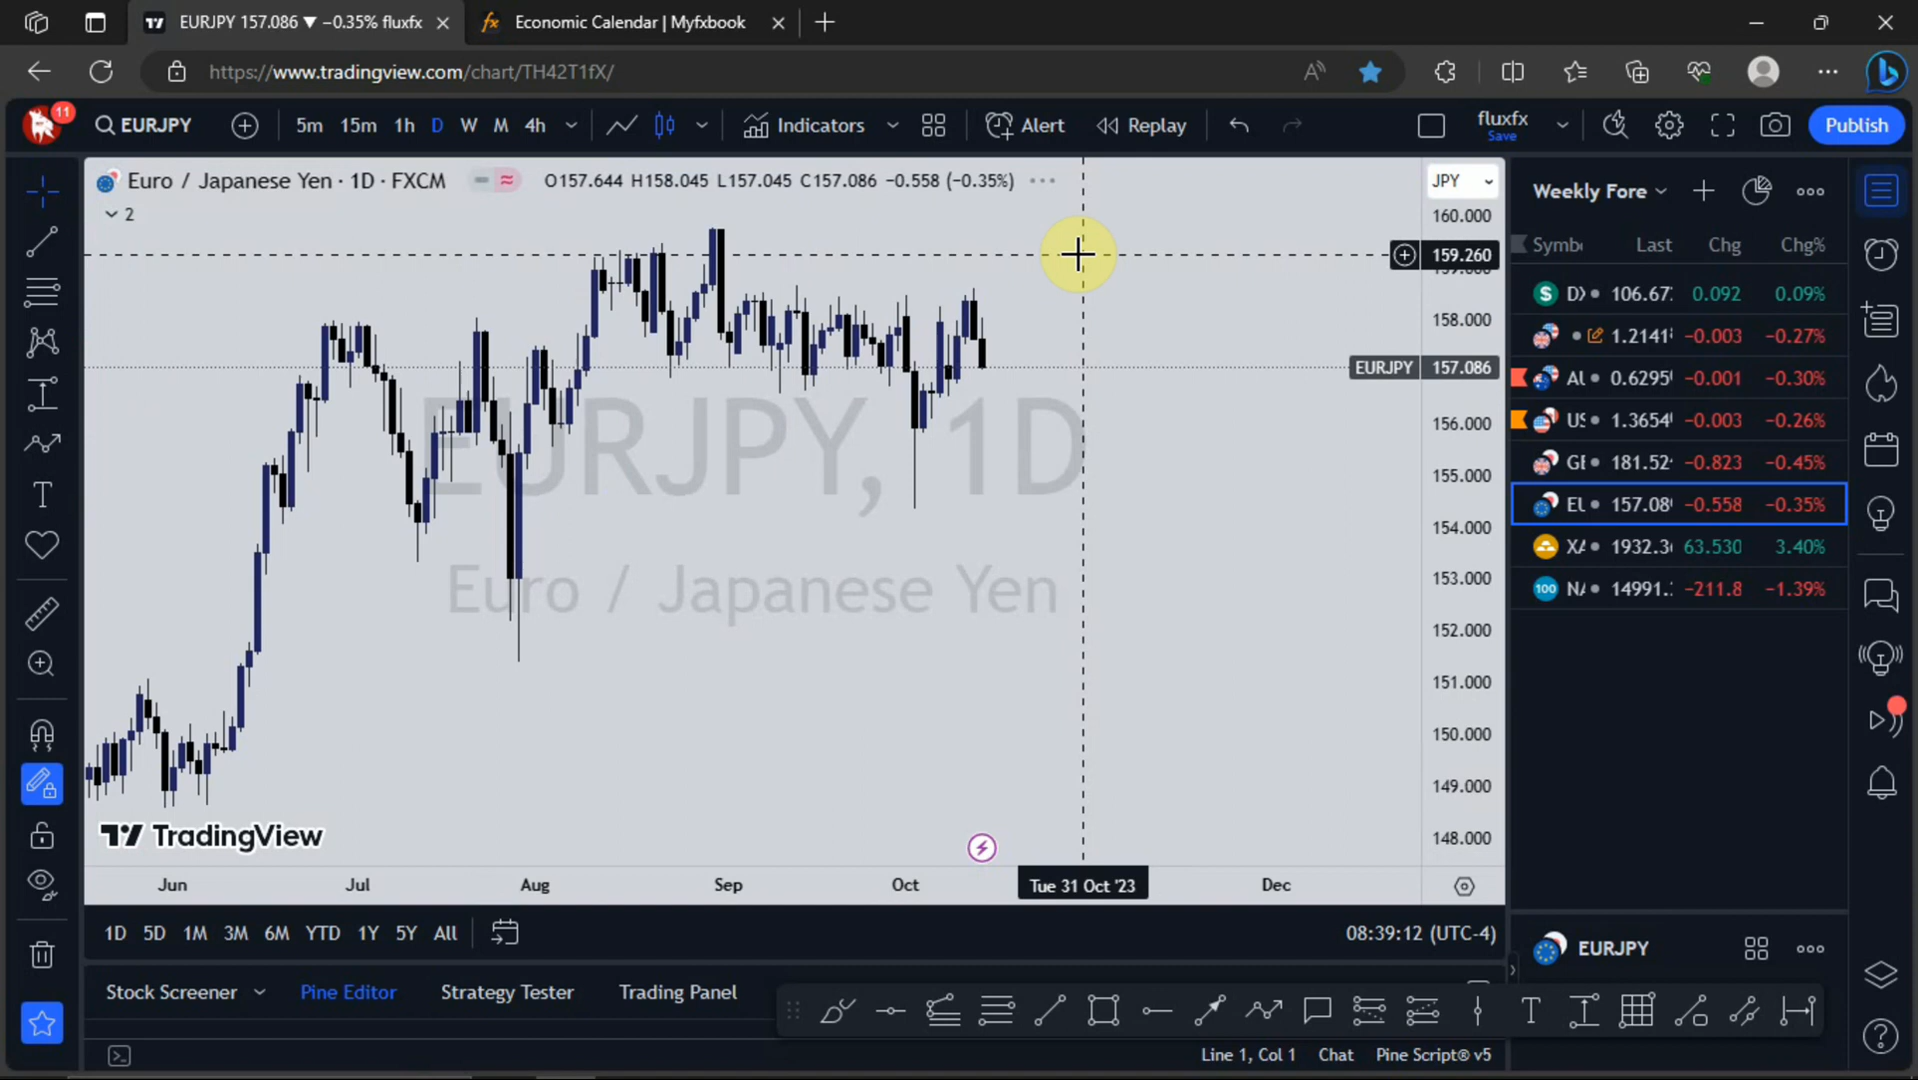 EURJPY 157.086 ▼ −0.35% fluxfx
Economic Calendar | Myfxbook
https://www.tradingview.com/chart/TH42T1fX/
11
EURJPY
5m 15m 1h D W M 4h
Indicators
Alert
Replay
fluxfx
Save
Publish
Euro / Japanese Yen · 1D · FXCM
O157.644 H158.045 L157.045 C157.086 −0.558 (−0.35%)
2
JPY
160.000
159.260
158.000
EURJPY 157.086
156.000
155.000
154.000
153.000
152.000
151.000
150.000
149.000
148.000
EURJPY, 1D
Euro / Japanese Yen
TradingView
Jun Jul Aug Sep Oct Tue 31 Oct '23 Dec
1D 5D 1M 3M 6M YTD 1Y 5Y All
08:39:12 (UTC-4)
Stock Screener Pine Editor Strategy Tester Trading Panel
Line 1, Col 1 Chat Pine Script® v5
Weekly Fore
Symb Last Chg Chg%
DX 106.67 0.092 0.09%
1.2141 −0.003 −0.27%
AU 0.6295 −0.001 −0.30%
US 1.3654 −0.003 −0.26%
GE 181.52 −0.823 −0.45%
EU 157.08 −0.558 −0.35%
XA 1932.3 63.530 3.40%
100 NA 14991. −211.8 −1.39%
EURJPY